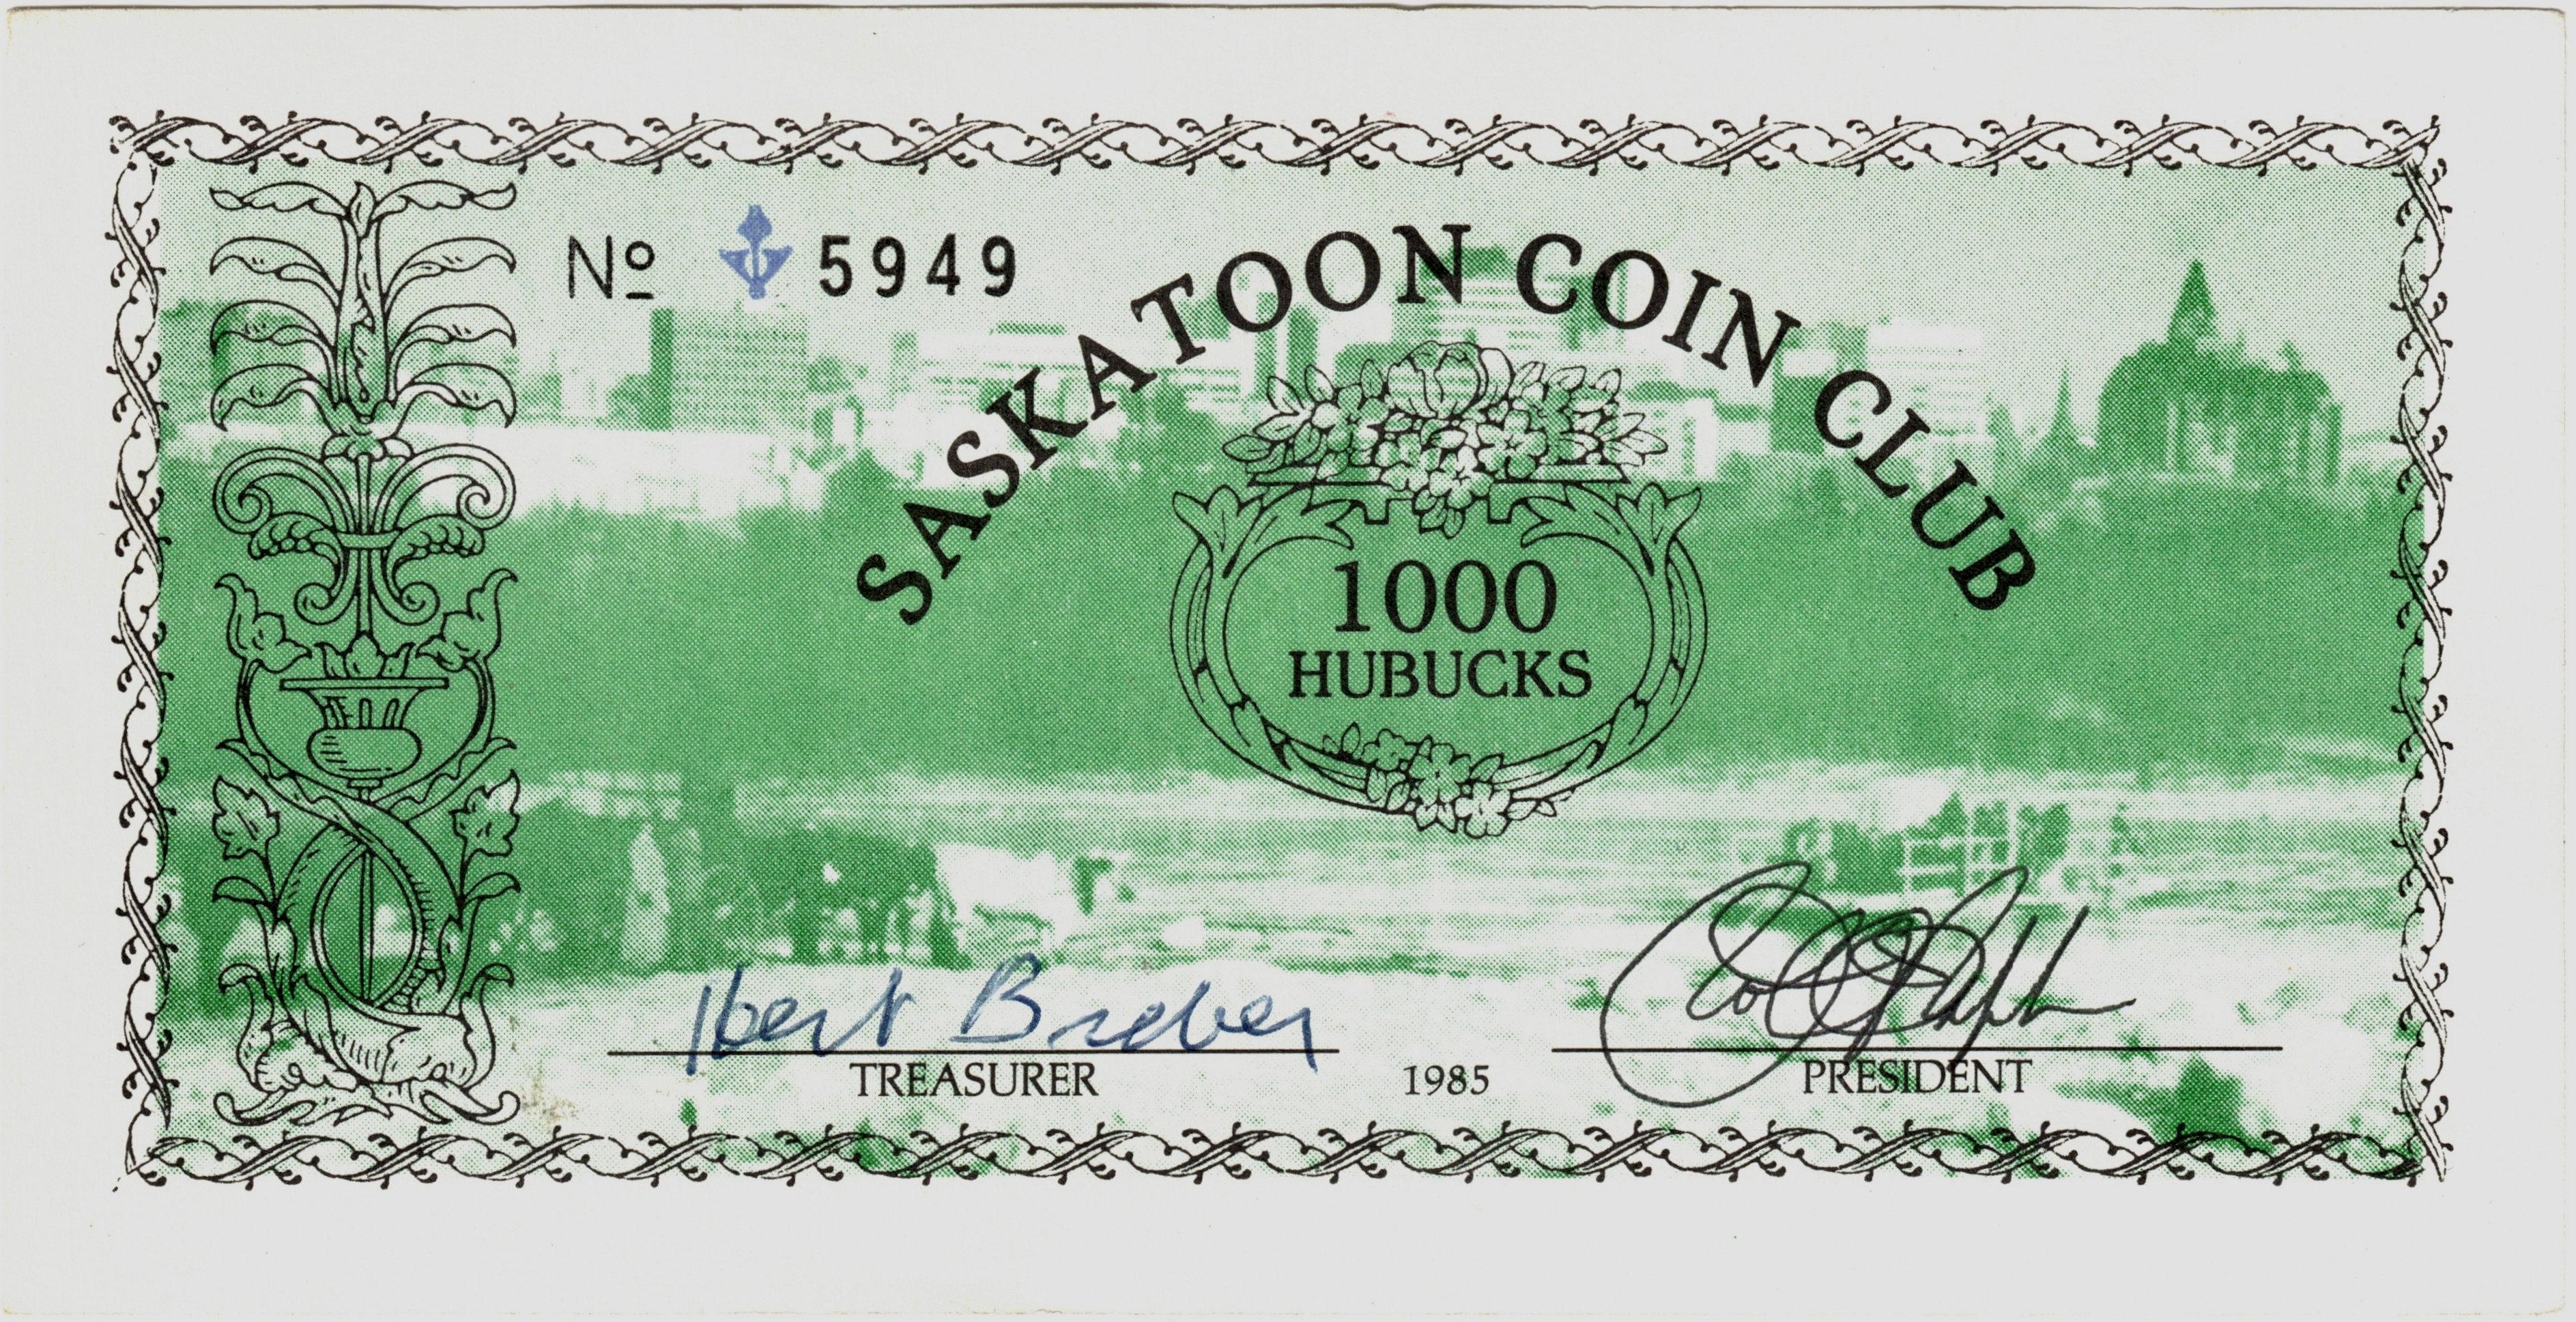 Nº 5949
SASKATOON COIN CLUB
1000
HUBUCKS
TREASURER 1985 PRESIDENT